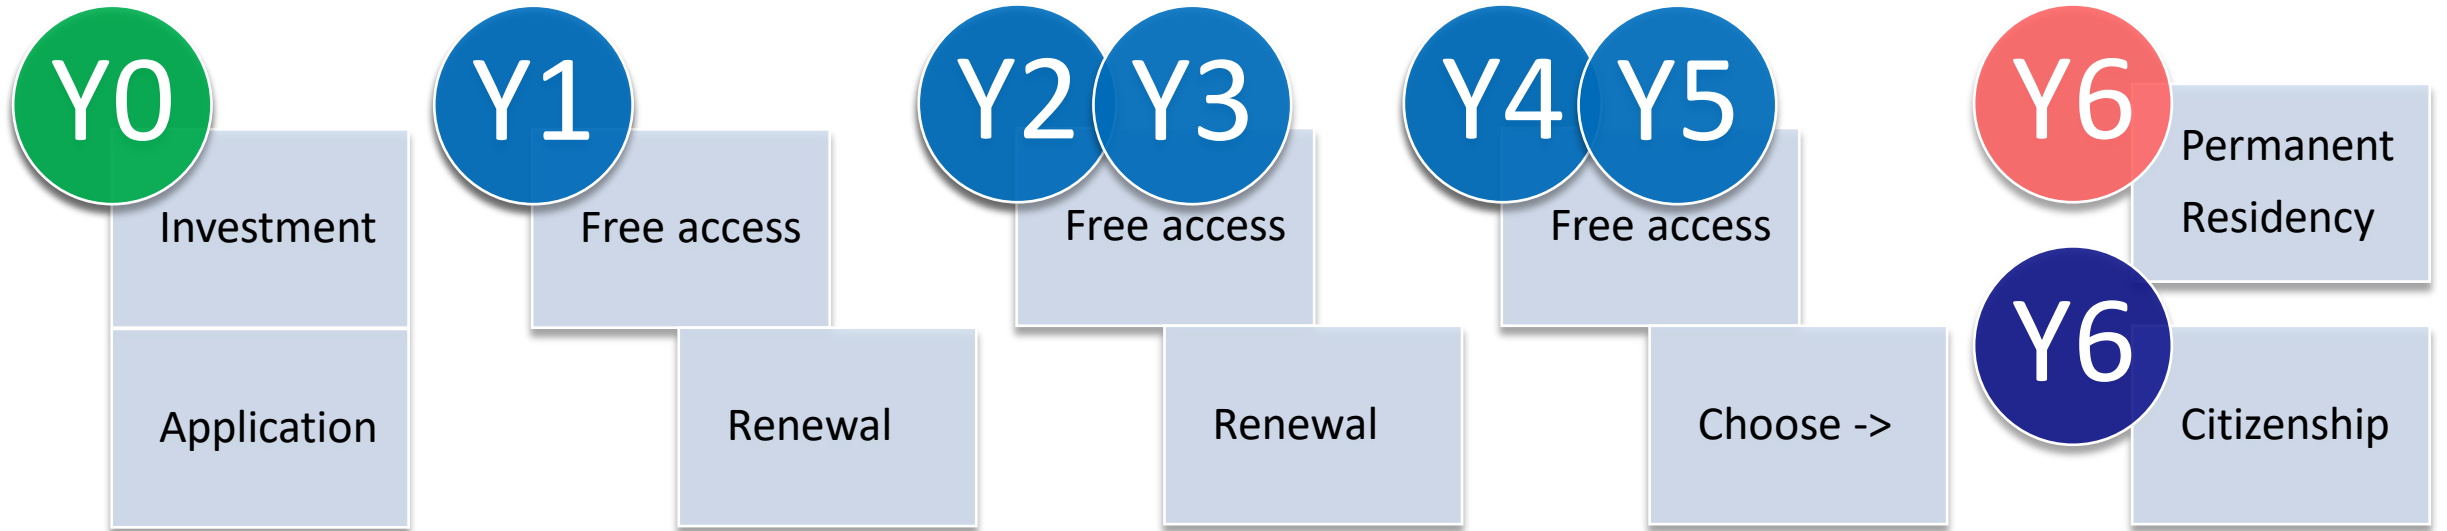 Y0
Investment
Application
Y1
Free access
Renewal
Y2
Y3
Free access
Renewal
Y4
Y5
Free access
Choose ->
Y6
Permanent
Residency
Y6
Citizenship